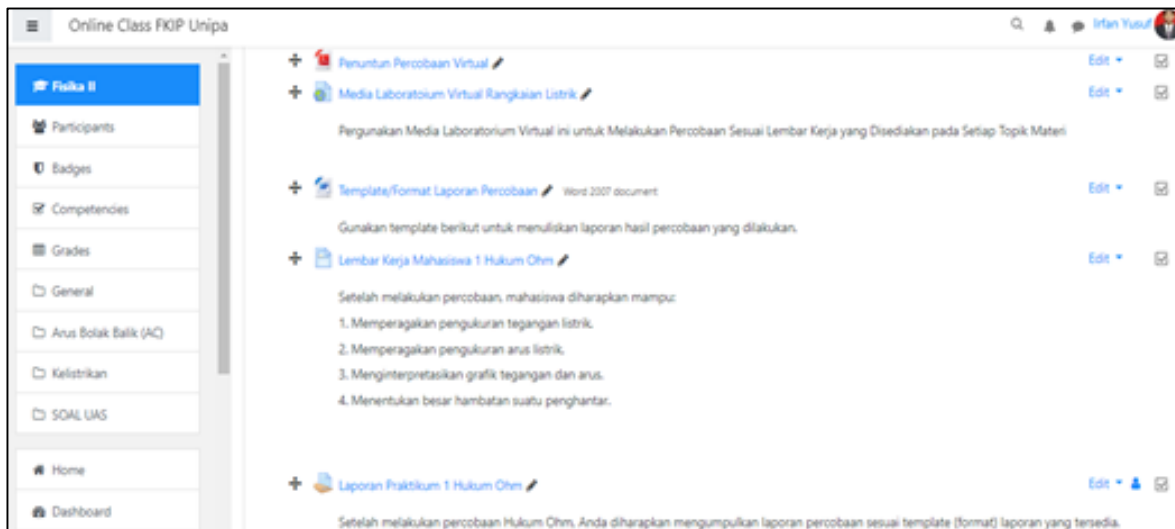 Online Class FKIP Unipa
Irfan Yusuf
Fisika II
Participants
Badges
Competencies
Grades
General
Arus Bolak Balik (AC)
Kelistrikan
SOAL UAS
Home
Dashboard
Penuntun Percobaan Virtual
Edit
Media Laboratoium Virtual Rangkaian Listrik
Edit
Pergunakan Media Laboratorium Virtual ini untuk Melakukan Percobaan Sesuai Lembar Kerja yang Disediakan pada Setiap Topik Materi
Template/Format Laporan Percobaan Word 2007 document
Edit
Gunakan template berikut untuk menuliskan laporan hasil percobaan yang dilakukan.
Lembar Kerja Mahasiswa 1 Hukum Ohm
Edit
Setelah melakukan percobaan, mahasiswa diharapkan mampu:
1. Memperagakan pengukuran tegangan listrik.
2. Memperagakan pengukuran arus listrik.
3. Menginterpretasikan grafik tegangan dan arus.
4. Menentukan besar hambatan suatu penghantar.
Laporan Praktikum 1 Hukum Ohm
Edit
Setelah melakukan percobaan Hukum Ohm, Anda diharapkan mengumpulkan laporan percobaan sesuai template (format) laporan yang tersedia.